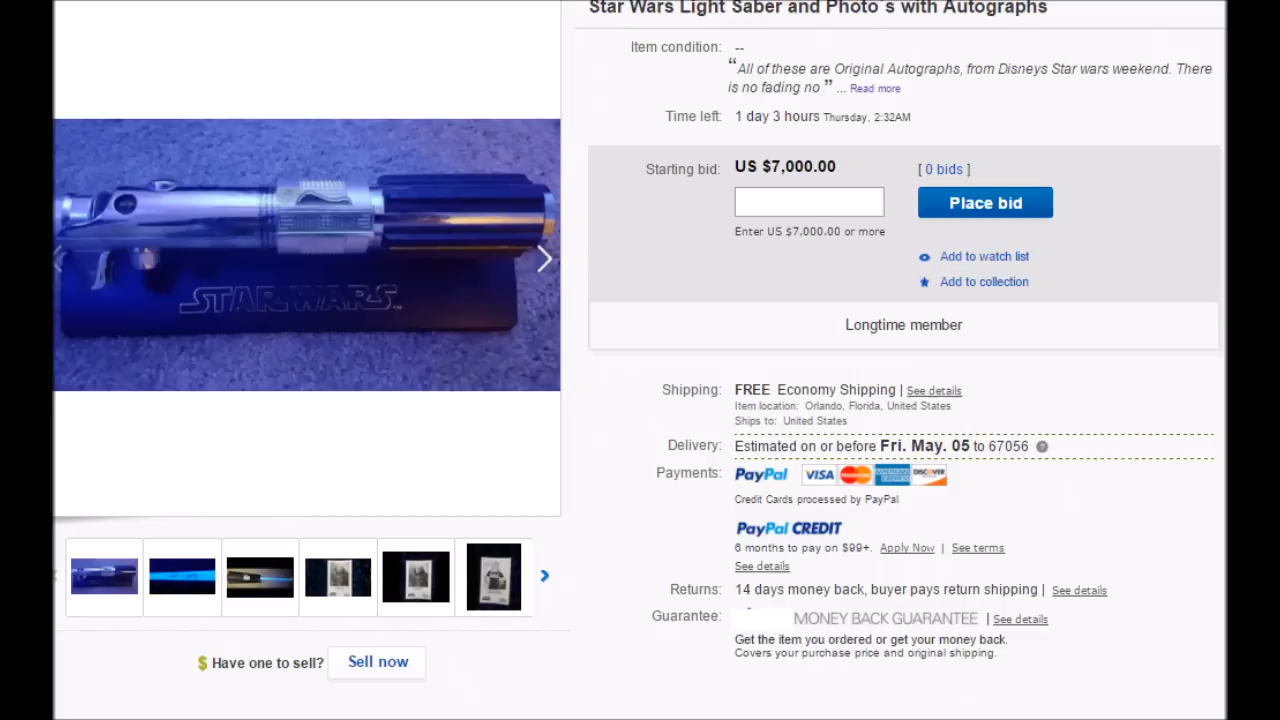 Star Wars Light Saber and Photo`s with Autographs
Item condition: --
“All of these are Original Autographs, from Disneys Star wars weekend. There
is no fading no ” ... Read more
Time left: 1 day 3 hours Thursday, 2:32AM
Starting bid: US $7,000.00 [ 0 bids ]
Place bid
Enter US $7,000.00 or more
Add to watch list
Add to collection
Longtime member
STAR WARS
Shipping: FREE Economy Shipping | See details
Item location: Orlando, Florida, United States
Ships to: United States
Delivery: Estimated on or before Fri. May. 05 to 67056 ?
Payments: PayPal VISA MasterCard AMERICAN EXPRESS DISCOVER
Credit Cards processed by PayPal
PayPal CREDIT
6 months to pay on $99+. Apply Now | See terms
See details
Returns: 14 days money back, buyer pays return shipping | See details
Guarantee: MONEY BACK GUARANTEE | See details
Get the item you ordered or get your money back.
Covers your purchase price and original shipping.
$ Have one to sell? Sell now